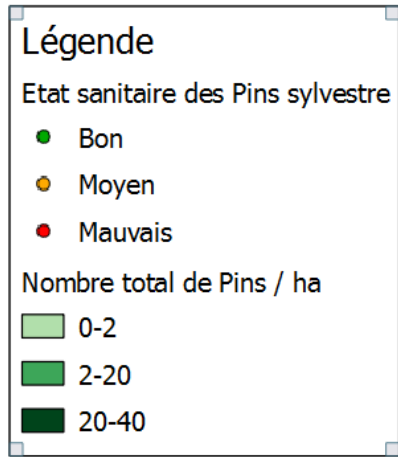 Légende
Etat sanitaire des Pins sylvestre
Bon
Moyen
Mauvais
Nombre total de Pins / ha
0-2
2-20
20-40